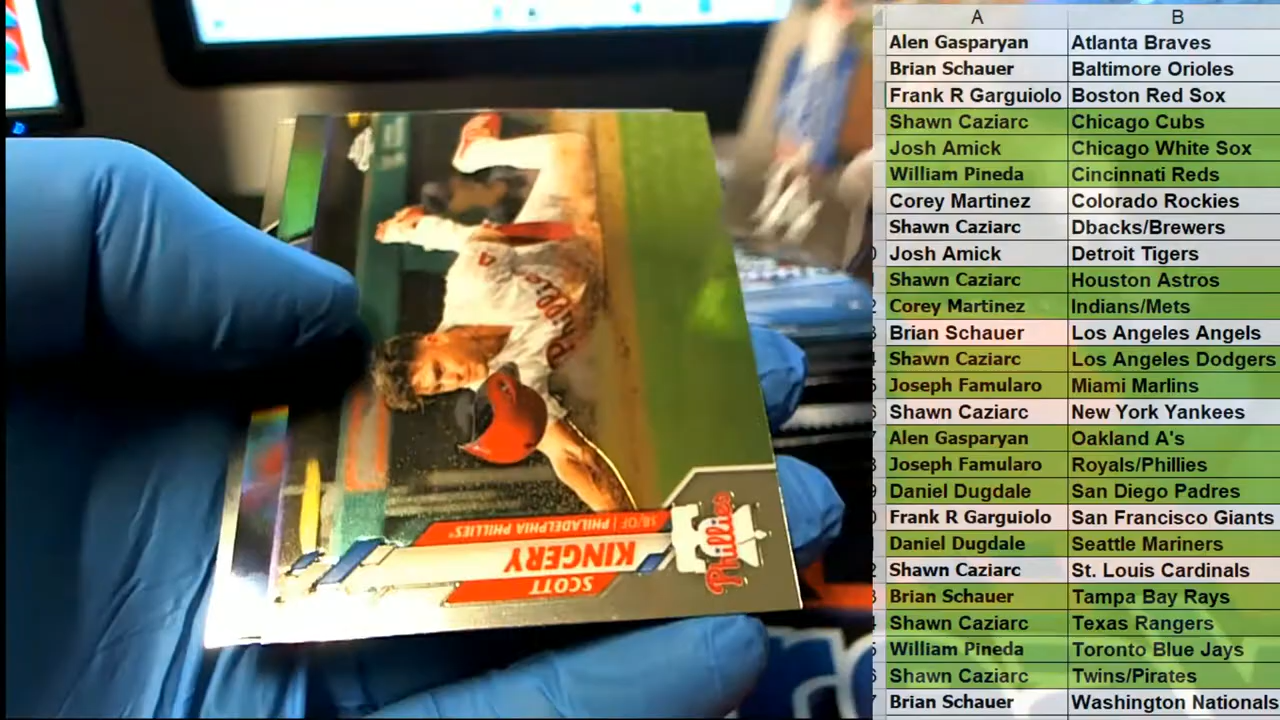 A B
Alen Gasparyan Atlanta Braves
Brian Schauer Baltimore Orioles
Frank R Garguiolo Boston Red Sox
Shawn Caziarc Chicago Cubs
Josh Amick Chicago White Sox
William Pineda Cincinnati Reds
Corey Martinez Colorado Rockies
Shawn Caziarc Dbacks/Brewers
Josh Amick Detroit Tigers
Shawn Caziarc Houston Astros
Corey Martinez Indians/Mets
Brian Schauer Los Angeles Angels
Shawn Caziarc Los Angeles Dodgers
Joseph Famularo Miami Marlins
Shawn Caziarc New York Yankees
Alen Gasparyan Oakland A's
Joseph Famularo Royals/Phillies
Daniel Dugdale San Diego Padres
Frank R Garguiolo San Francisco Giants
Daniel Dugdale Seattle Mariners
Shawn Caziarc St. Louis Cardinals
Brian Schauer Tampa Bay Rays
Shawn Caziarc Texas Rangers
William Pineda Toronto Blue Jays
Shawn Caziarc Twins/Pirates
Brian Schauer Washington Nationals
SCOTT
KINGERY
PHILADELPHIA PHILLIES
Phillies
Phillies